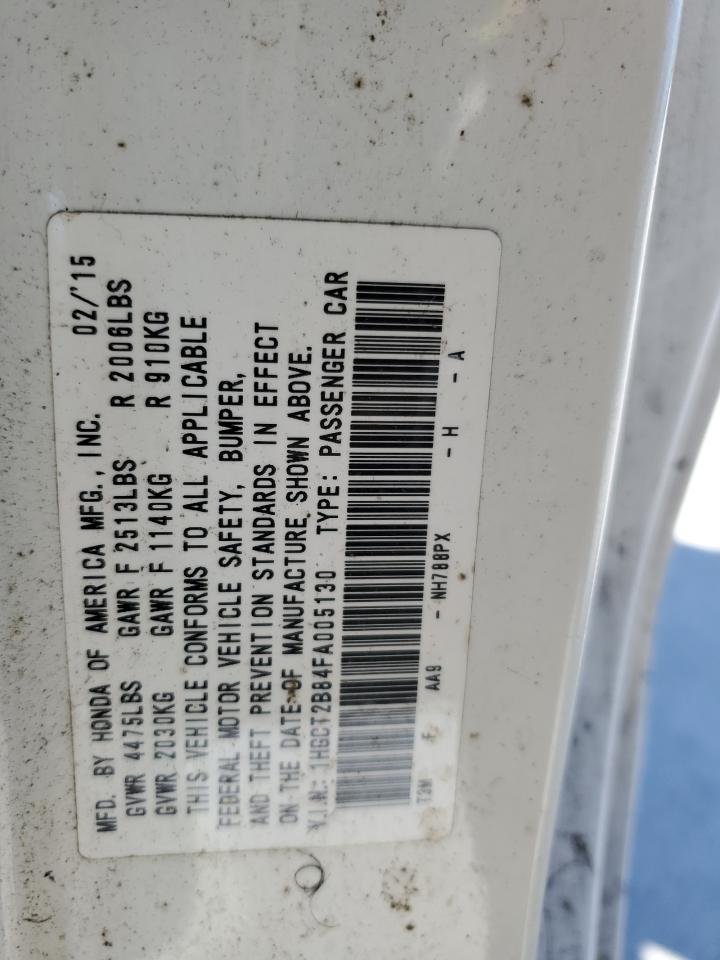 MFD. BY HONDA OF AMERICA MFG., INC. 02/'15
GVWR 4475LBS GAWR F 2513LBS R 2006LBS
GVWR 2030KG GAWR F 1140KG R 910KG
THIS VEHICLE CONFORMS TO ALL APPLICABLE
FEDERAL MOTOR VEHICLE SAFETY, BUMPER,
AND THEFT PREVENTION STANDARDS IN EFFECT
ON THE DATE OF MANUFACTURE SHOWN ABOVE.
V.I.N.: 1HGCT2B84FA005130 TYPE: PASSENGER CAR
T3W F AA9 - NH788PX - H - A